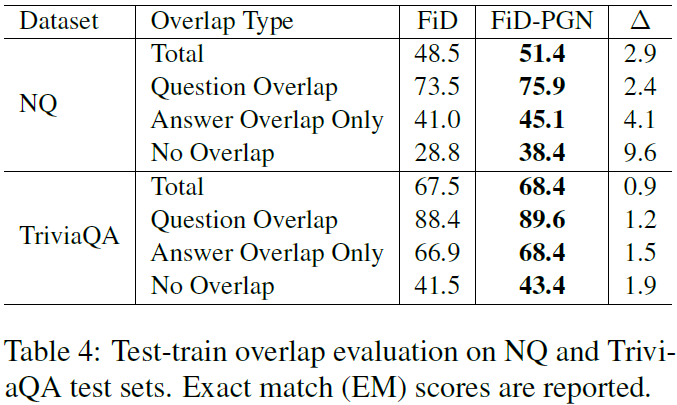 Dataset Overlap Type FiD FiD-PGN Δ
NQ
Total 48.5 51.4 2.9
Question Overlap 73.5 75.9 2.4
Answer Overlap Only 41.0 45.1 4.1
No Overlap 28.8 38.4 9.6
TriviaQA
Total 67.5 68.4 0.9
Question Overlap 88.4 89.6 1.2
Answer Overlap Only 66.9 68.4 1.5
No Overlap 41.5 43.4 1.9
Table 4: Test-train overlap evaluation on NQ and Trivi-
aQA test sets. Exact match (EM) scores are reported.